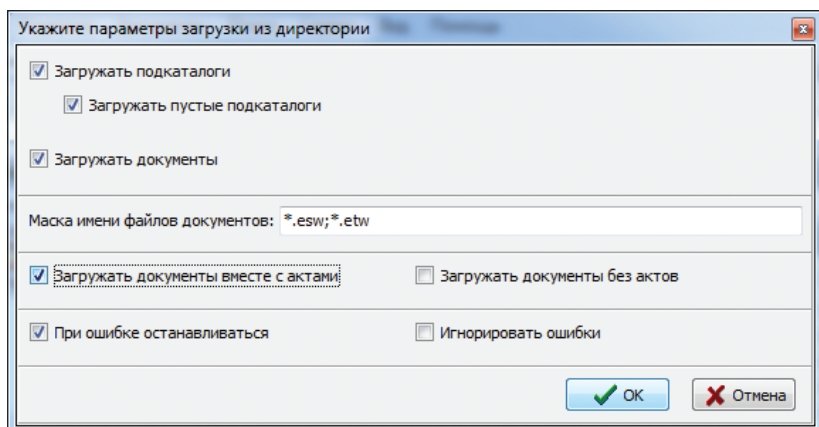 Укажите параметры загрузки из директории
Загружать подкаталоги
Загружать пустые подкаталоги
Загружать документы
Маска имени файлов документов: *.esw;*.etw
Загружать документы вместе с актами Загружать документы без актов
При ошибке останавливаться Игнорировать ошибки
OK Отмена